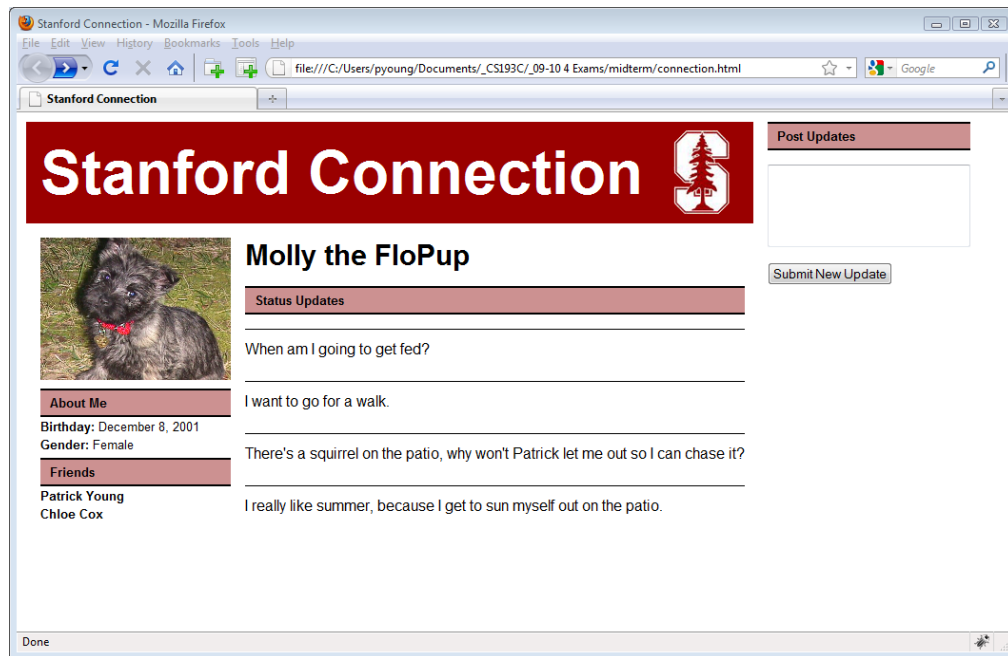 Stanford Connection - Mozilla Firefox
File Edit View History Bookmarks Tools Help
file:///C:/Users/pyoung/Documents/_CS193C/_09-10 4 Exams/midterm/connection.html
Google
Stanford Connection
Stanford Connection
S
Post Updates
Submit New Update
Molly the FloPup
Status Updates
When am I going to get fed?
I want to go for a walk.
There's a squirrel on the patio, why won't Patrick let me out so I can chase it?
I really like summer, because I get to sun myself out on the patio.
About Me
Birthday: December 8, 2001
Gender: Female
Friends
Patrick Young
Chloe Cox
Done